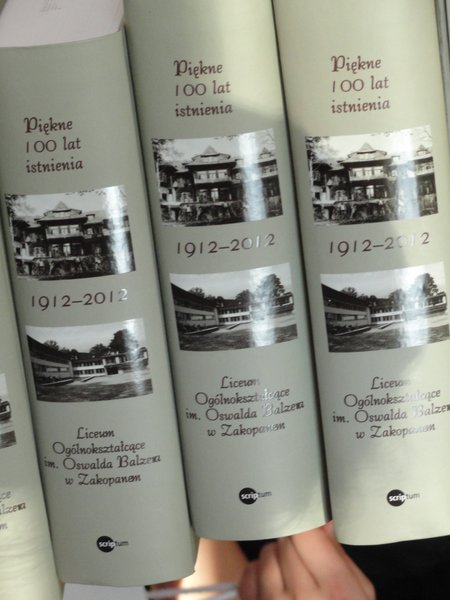 Piękne
100 lat
istnienia
1912–2012
Liceum
Ogólnokształcące
im. Oswalda Balzera
w Zakopanem
scriptum
Piękne
100 lat
istnienia
1912–2012
Liceum
Ogólnokształcące
im. Oswalda Balzera
w Zakopanem
scriptum
Piękne
100 lat
istnienia
1912–2012
Liceum
Ogólnokształcące
im. Oswalda Balzera
w Zakopanem
scriptum